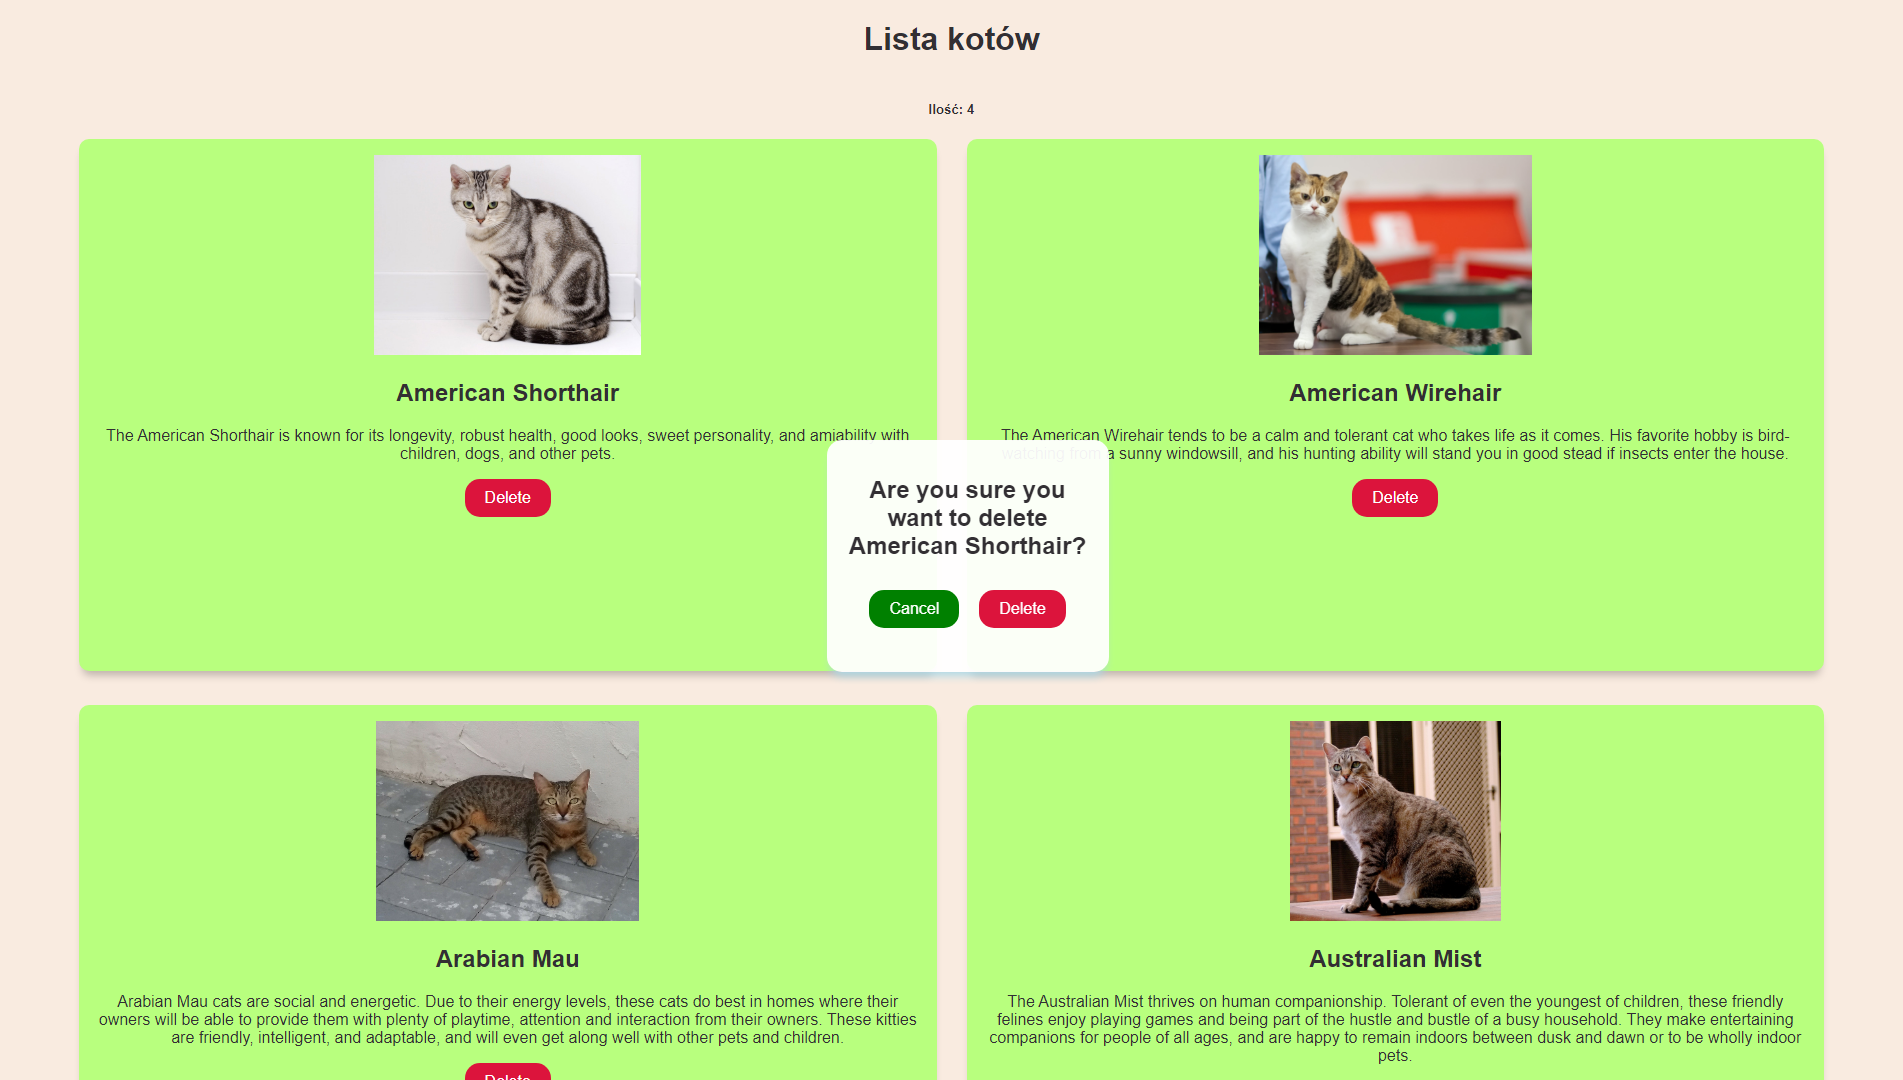 Lista kotów
Ilość: 4
American Shorthair
The American Shorthair is known for its longevity, robust health, good looks, sweet personality, and amiability with
children, dogs, and other pets.
Delete
American Wirehair
The American Wirehair tends to be a calm and tolerant cat who takes life as it comes. His favorite hobby is bird-
watching from a sunny windowsill, and his hunting ability will stand you in good stead if insects enter the house.
Delete
Are you sure you
want to delete
American Shorthair?
Cancel
Delete
Arabian Mau
Arabian Mau cats are social and energetic. Due to their energy levels, these cats do best in homes where their
owners will be able to provide them with plenty of playtime, attention and interaction from their owners. These kitties
are friendly, intelligent, and adaptable, and will even get along well with other pets and children.
Delete
Australian Mist
The Australian Mist thrives on human companionship. Tolerant of even the youngest of children, these friendly
felines enjoy playing games and being part of the hustle and bustle of a busy household. They make entertaining
companions for people of all ages, and are happy to remain indoors between dusk and dawn or to be wholly indoor
pets.